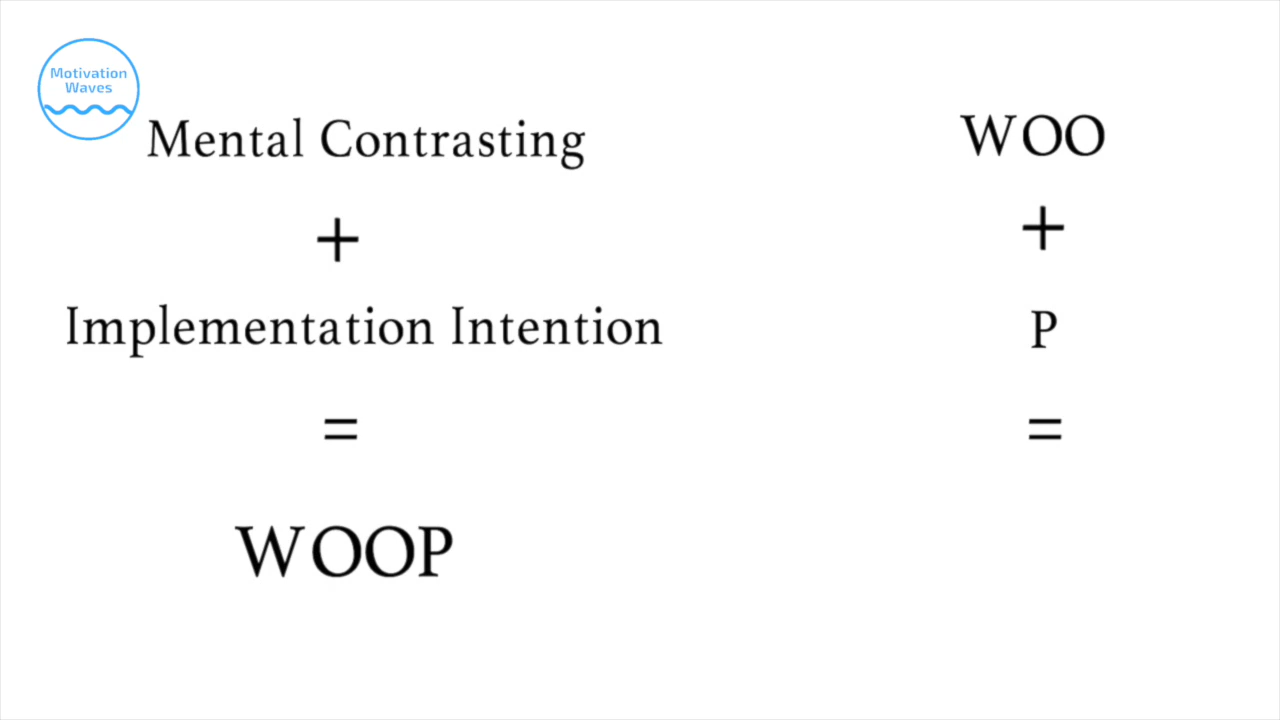 Motivation
Waves
Mental Contrasting
+
Implementation Intention
=
WOOP
WOO
+
P
=